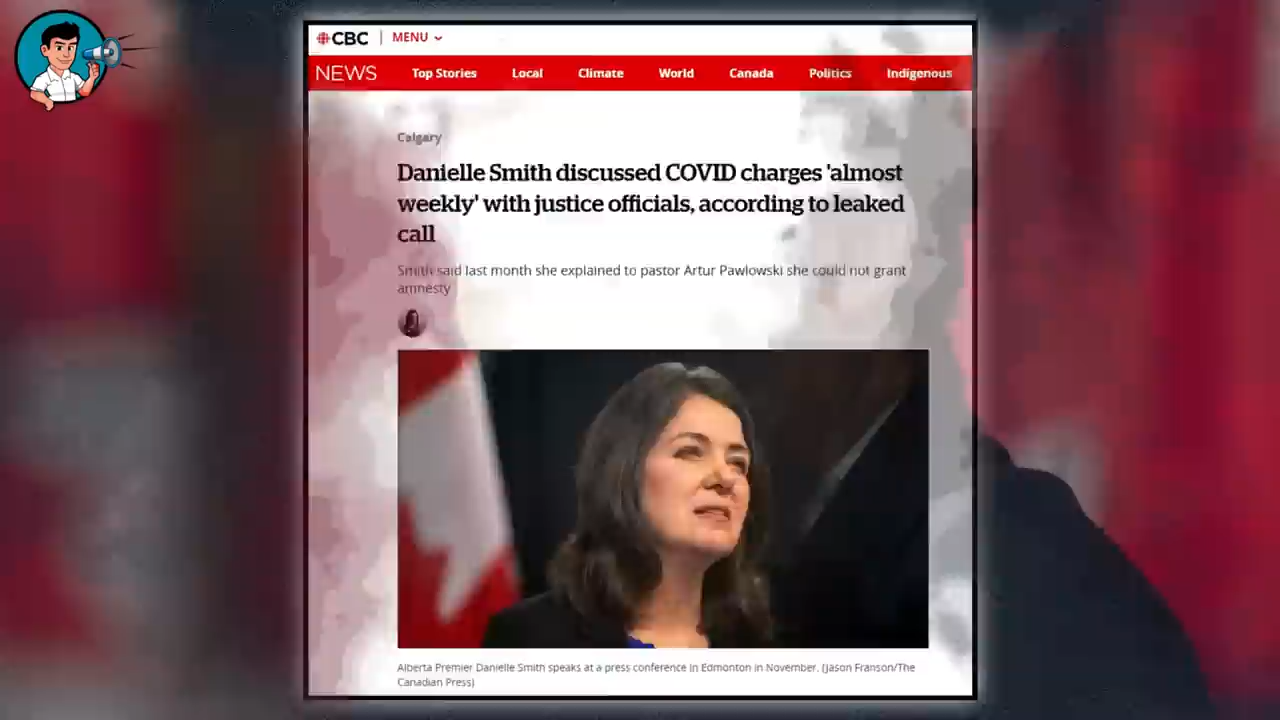 CBC MENU
NEWS Top Stories Local Climate World Canada Politics Indigenous
Calgary
Danielle Smith discussed COVID charges 'almost
weekly' with justice officials, according to leaked
call
Smith said last month she explained to pastor Artur Pawlowski she could not grant
amnesty
Alberta Premier Danielle Smith speaks at a press conference in Edmonton in November. (Jason Franson/The
Canadian Press)